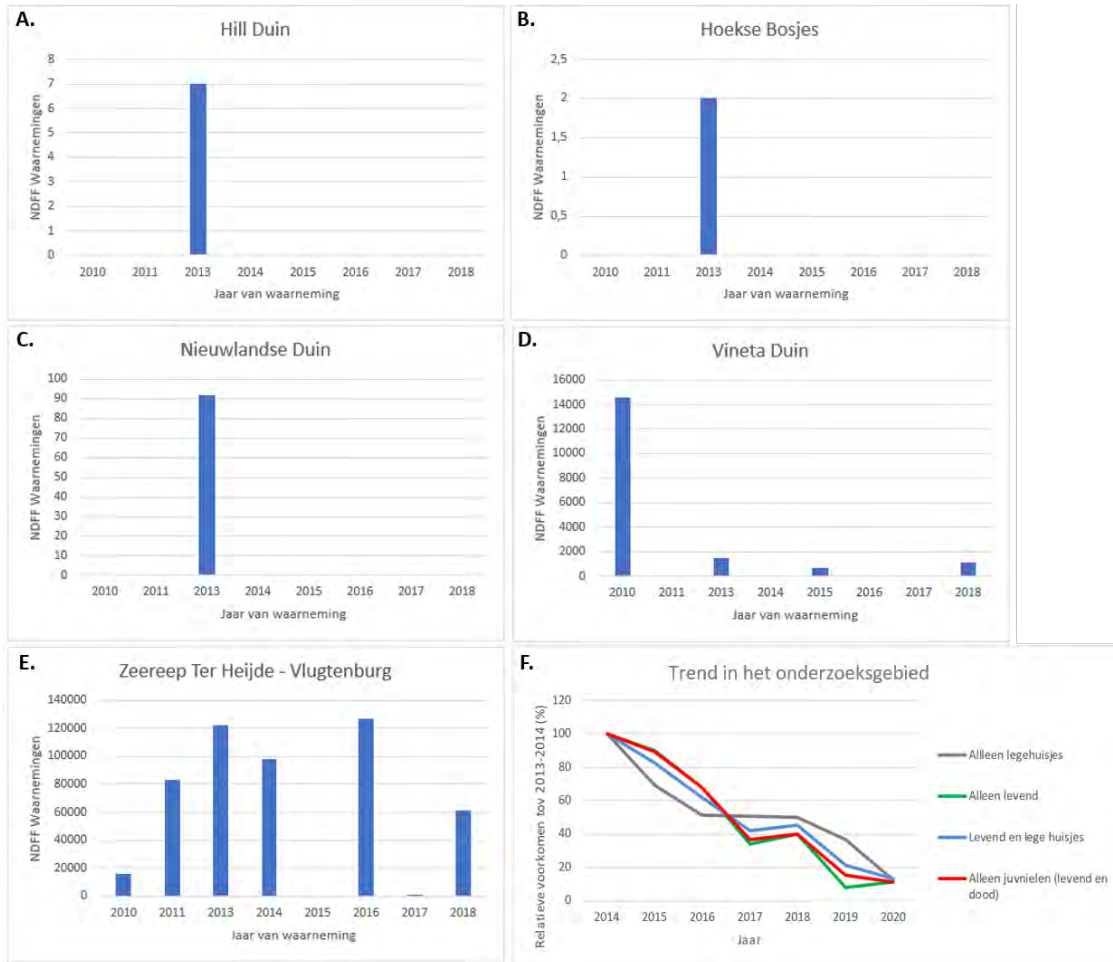 A.
Hill Duin
NDFF Waarnemingen
8
7
6
5
4
3
2
1
0
2010 2011 2013 2014 2015 2016 2017 2018
Jaar van waarneming
B.
Hoekse Bosjes
NDFF Waarnemingen
2,5
2
1,5
1
0,5
0
2010 2011 2013 2014 2015 2016 2017 2018
Jaar van waarneming
C.
Nieuwlandse Duin
NDFF Waarnemingen
100
90
80
70
60
50
40
30
20
10
0
2010 2011 2013 2014 2015 2016 2017 2018
Jaar van waarneming
D.
Vineta Duin
NDFF Waarnemingen
16000
14000
12000
10000
8000
6000
4000
2000
0
2010 2011 2013 2014 2015 2016 2017 2018
Jaar van waarneming
E.
Zeereep Ter Heijde - Vlugtenburg
NDFF Waarnemingen
140000
120000
100000
80000
60000
40000
20000
0
2010 2011 2013 2014 2015 2016 2017 2018
Jaar van waarneming
F.
Trend in het onderzoeksgebied
Relatieve voorkomen tov 2013-2014 (%)
120
100
80
60
40
20
0
2014 2015 2016 2017 2018 2019 2020
Jaar
Alleen legehuisjes
Alleen levend
Levend en lege huisjes
Alleen juvnielen (levend en
dood)